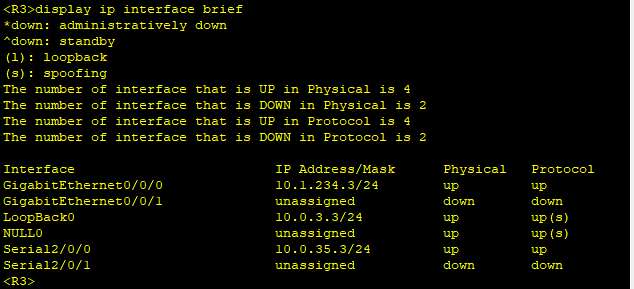 <R3>display ip interface brief
*down: administratively down
^down: standby
(l): loopback
(s): spoofing
The number of interface that is UP in Physical is 4
The number of interface that is DOWN in Physical is 2
The number of interface that is UP in Protocol is 4
The number of interface that is DOWN in Protocol is 2
Interface IP Address/Mask Physical Protocol
GigabitEthernet0/0/0 10.1.234.3/24 up up
GigabitEthernet0/0/1 unassigned down down
LoopBack0 10.0.3.3/24 up up(s)
NULL0 unassigned up up(s)
Serial2/0/0 10.0.35.3/24 up up
Serial2/0/1 unassigned down down
<R3>